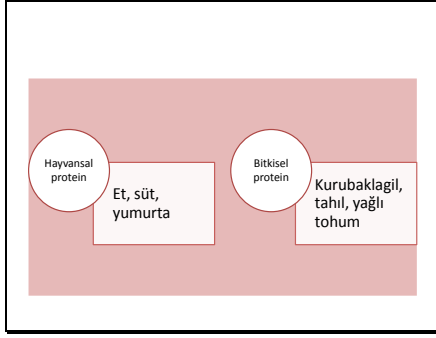 Hayvansal
protein
Et, süt,
yumurta
Bitkisel
protein
Kurubaklagil,
tahıl, yağlı
tohum